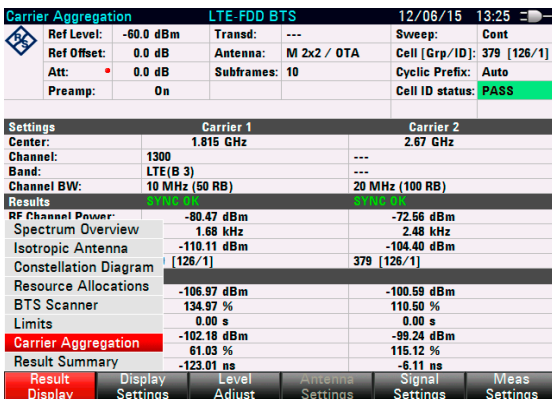 Carrier Aggregation LTE-FDD BTS 12/06/15 13:25
Ref Level: -60.0 dBm Transd: --- Sweep: Cont
Ref Offset: 0.0 dB Antenna: M 2x2 / OTA Cell [Grp/ID]: 379 [126/1]
Att: 0.0 dB Subframes: 10 Cyclic Prefix: Auto
Preamp: On Cell ID status: PASS
Settings Carrier 1 Carrier 2
Center: 1.815 GHz 2.67 GHz
Channel: 1300 ---
Band: LTE(B 3) ---
Channel BW: 10 MHz (50 RB) 20 MHz (100 RB)
Results SYNC OK SYNC OK
RF Channel Power: -80.47 dBm -72.56 dBm
Spectrum Overview 1.68 kHz 2.48 kHz
Isotropic Antenna -110.11 dBm -104.40 dBm
Constellation Diagram [126/1] 379 [126/1]
Resource Allocations -106.97 dBm -100.59 dBm
BTS Scanner 134.97 % 110.50 %
Limits 0.00 s 0.00 s
Carrier Aggregation -102.18 dBm -99.24 dBm
61.03 % 115.12 %
Result Summary -123.01 ns -6.11 ns
Result Display Level Antenna Signal Meas
Display Settings Adjust Settings Settings Settings